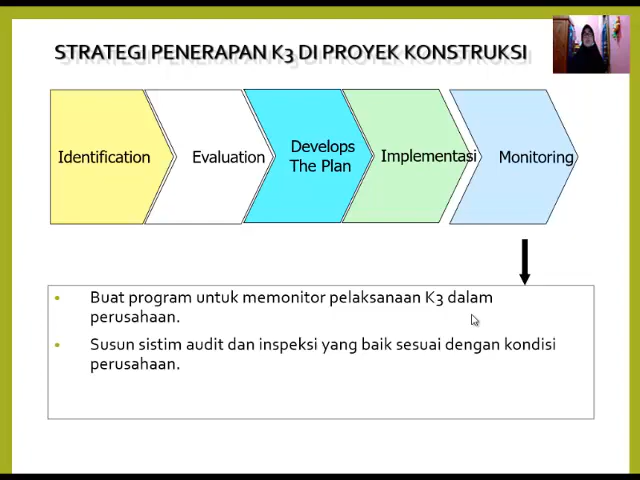 STRATEGI PENERAPAN K3 DI PROYEK KONSTRUKSI
Identification
Evaluation
Develops
The Plan
Implementasi
Monitoring
• Buat program untuk memonitor pelaksanaan K3 dalam
perusahaan.
• Susun sistim audit dan inspeksi yang baik sesuai dengan kondisi
perusahaan.